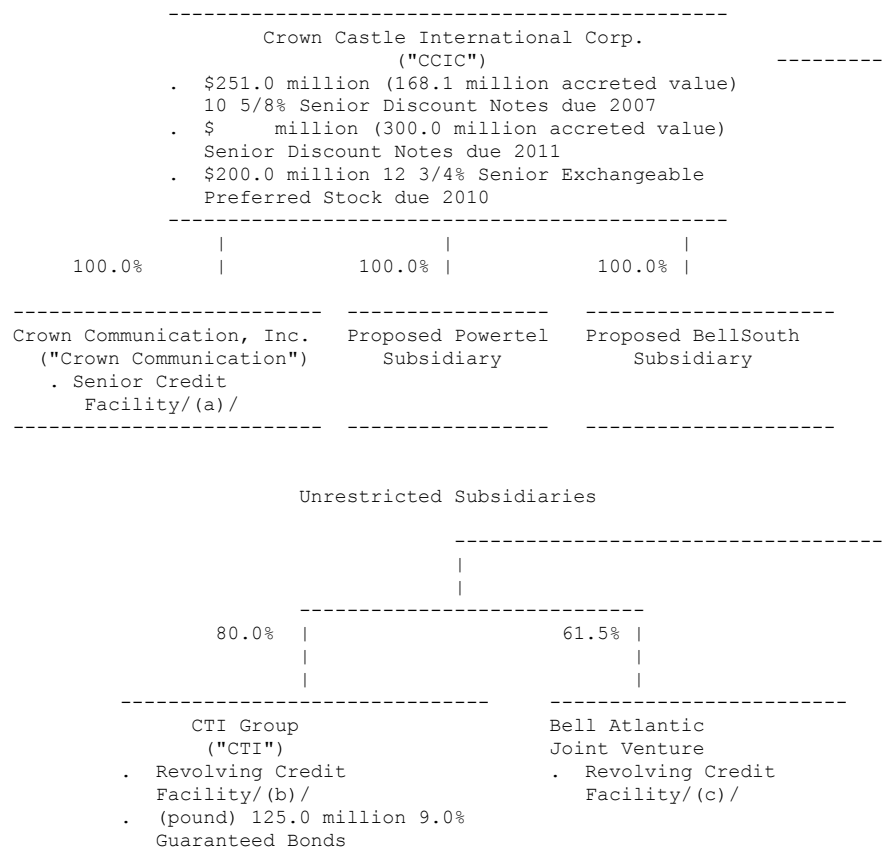 Crown Castle International Corp.
("CCIC")
. $251.0 million (168.1 million accreted value)
10 5/8% Senior Discount Notes due 2007
. $ million (300.0 million accreted value)
Senior Discount Notes due 2011
. $200.0 million 12 3/4% Senior Exchangeable
Preferred Stock due 2010
100.0% 100.0% 100.0%
Crown Communication, Inc. Proposed Powertel Proposed BellSouth
("Crown Communication") Subsidiary Subsidiary
. Senior Credit
Facility/(a)/
Unrestricted Subsidiaries
80.0% 61.5%
CTI Group Bell Atlantic
("CTI") Joint Venture
. Revolving Credit . Revolving Credit
Facility/(b)/ Facility/(c)/
. (pound) 125.0 million 9.0%
Guaranteed Bonds